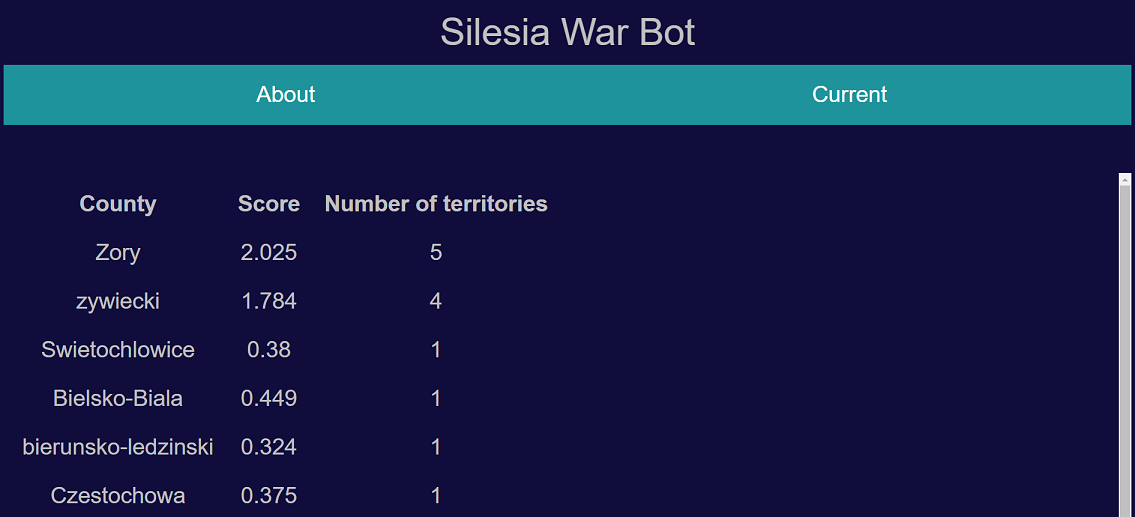 Silesia War Bot
About Current
County Score Number of territories
Zory 2.025 5
zywiecki 1.784 4
Swietochlowice 0.38 1
Bielsko-Biala 0.449 1
bierunsko-ledzinski 0.324 1
Czestochowa 0.375 1